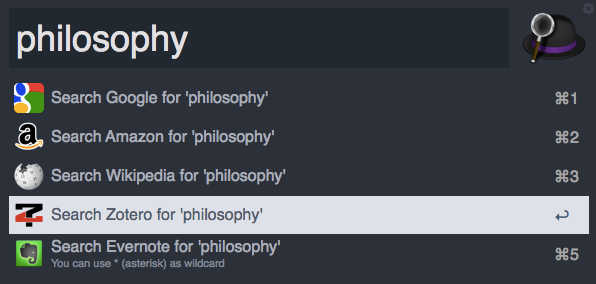 philosophy
Search Google for 'philosophy' ⌘1
Search Amazon for 'philosophy' ⌘2
Search Wikipedia for 'philosophy' ⌘3
Search Zotero for 'philosophy' ↩
Search Evernote for 'philosophy' ⌘5
You can use * (asterisk) as wildcard